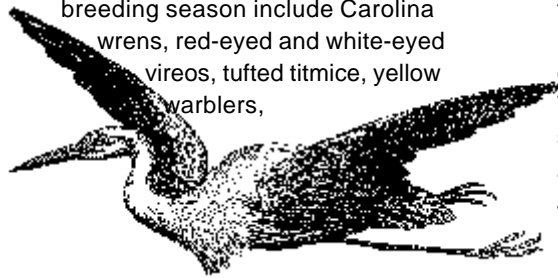 breeding season include Carolina
wrens, red-eyed and white-eyed
vireos, tufted titmice, yellow
warblers,